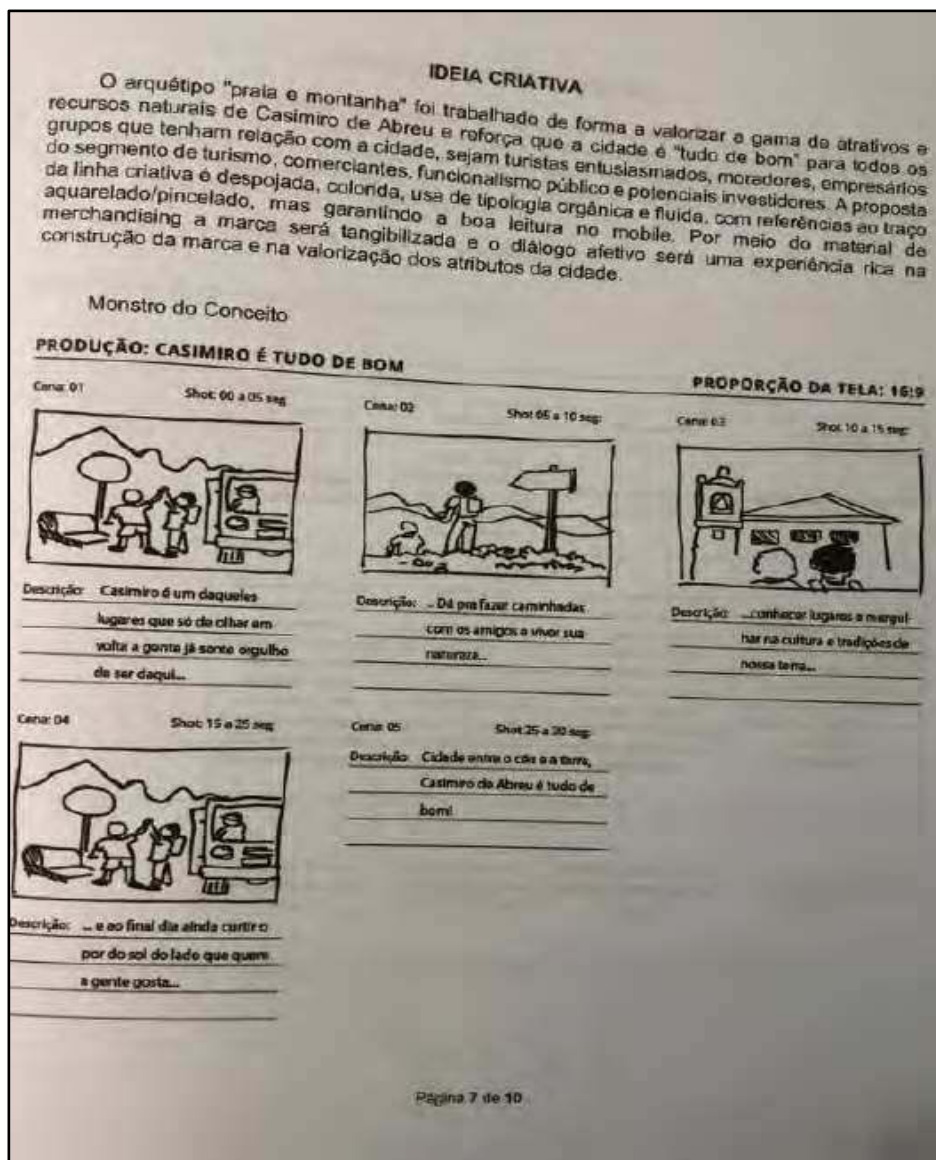 IDEIA CRIATIVA
O arquétipo "praia e montanha" foi trabalhado de forma a valorizar a gama de atrativos e
recursos naturais de Casimiro de Abreu e reforça que a cidade é "tudo de bom" para todos os
grupos que tenham relação com a cidade, sejam turistas entusiasmados, moradores, empresários
do segmento de turismo, comerciantes, funcionalismo público e potenciais investidores. A proposta
da linha criativa é despojada, colorida, usa de tipologia orgânica e fluida, com referências ao traço
aquarelado/pincelado, mas garantindo a boa leitura no mobile. Por meio do material de
merchandising a marca será tangibilizada e o diálogo afetivo será uma experiência rica na
construção da marca e na valorização dos atributos da cidade.
Monstro do Conceito
PRODUÇÃO: CASIMIRO É TUDO DE BOM
PROPORÇÃO DA TELA: 16:9
Cena: 01 Shot: 00 a 05 seg
Descrição: Casimiro é um daqueles
lugares que só de olhar em
volta a gente já sente orgulho
de ser daqui...
Cena: 02 Shot 05 a 10 seg:
Descrição: ... Dá pra fazer caminhadas
com os amigos e viver sua
natureza...
Cena: 03 Shot: 10 a 15 seg:
Descrição: ...conhecer lugares e mergul-
har na cultura e tradições de
nossa terra...
Cena: 04 Shot: 15 a 25 seg
Descrição: ... e ao final dia ainda curtir o
por do sol do lado que quem
a gente gosta...
Cena: 05 Shot 25 a 30 seg:
Descrição: Cidade entre o céu e a terra,
Casimiro de Abreu é tudo de
bom!
Página 7 de 10